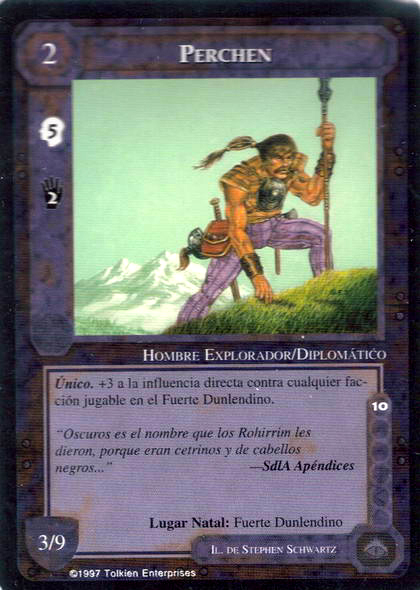 2
PERCHEN
5
2
HOMBRE EXPLORADOR/DIPLOMÁTICO
Único. +3 a la influencia directa contra cualquier fac-
ción jugable en el Fuerte Dunlendino.
10
“Oscuros es el nombre que los Rohirrim les
dieron, porque eran cetrinos y de cabellos
negros...” —SdlA Apéndices
Lugar Natal: Fuerte Dunlendino
3/9
IL. DE STEPHEN SCHWARTZ
©1997 Tolkien Enterprises